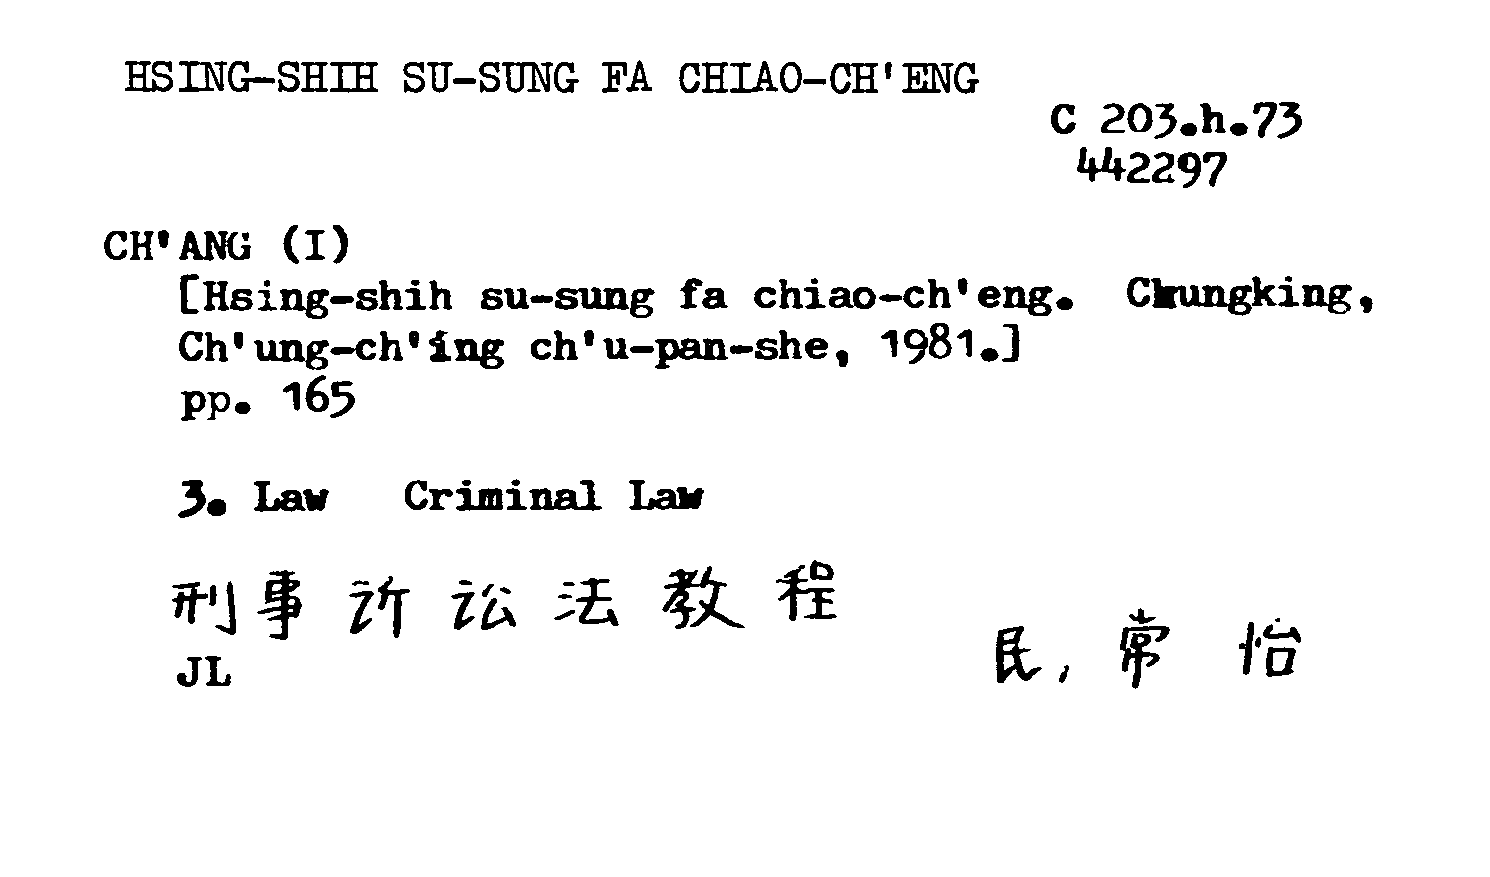 HSING-SHIH SU-SUNG FA CHIAO-CH'ENG
C 203.h.73
442297
CH'ANG (I)
[Hsing-shih su-sung fa chiao-ch'eng. Chungking,
Ch'ung-ch'ing ch'u-pan-she, 1981.]
pp. 165
3. Law Criminal Law
刑事诉讼法教程
民, 常怡
JL